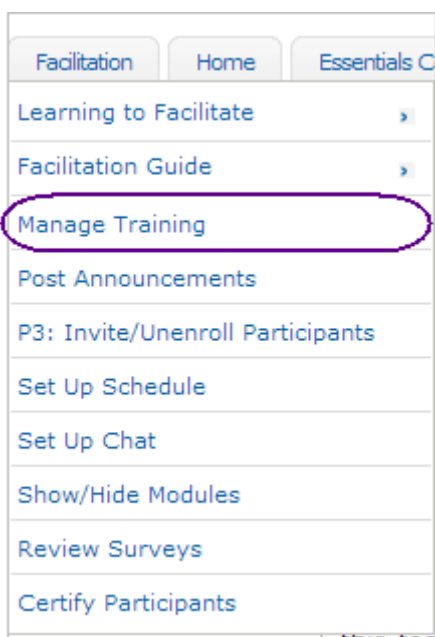 Facilitation Home Essentials C
Learning to Facilitate
Facilitation Guide
Manage Training
Post Announcements
P3: Invite/Unenroll Participants
Set Up Schedule
Set Up Chat
Show/Hide Modules
Review Surveys
Certify Participants